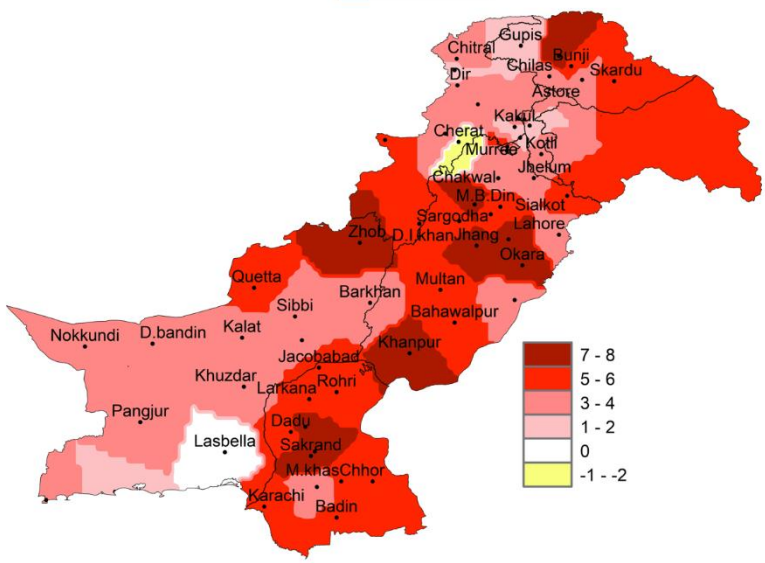 Gupis
Chitral
Bunji
Chilas
Skardu
Dir
Astore
Kakul
Cherat
Kotli
Murree
Jhelum
Chakwal
M.B.Din
Sialkot
Sargodha
Lahore
Zhob
D.I.khan
Jhang
Okara
Quetta
Multan
Barkhan
Sibbi
Bahawalpur
Nokkundi
D.bandin
Kalat
Khanpur
Jacobabad
Khuzdar
Larkana
Rohri
Pangjur
Dadu
Lasbella
Sakrand
M.khas
Chhor
Karachi
Badin
7 - 8
5 - 6
3 - 4
1 - 2
0
-1 - -2